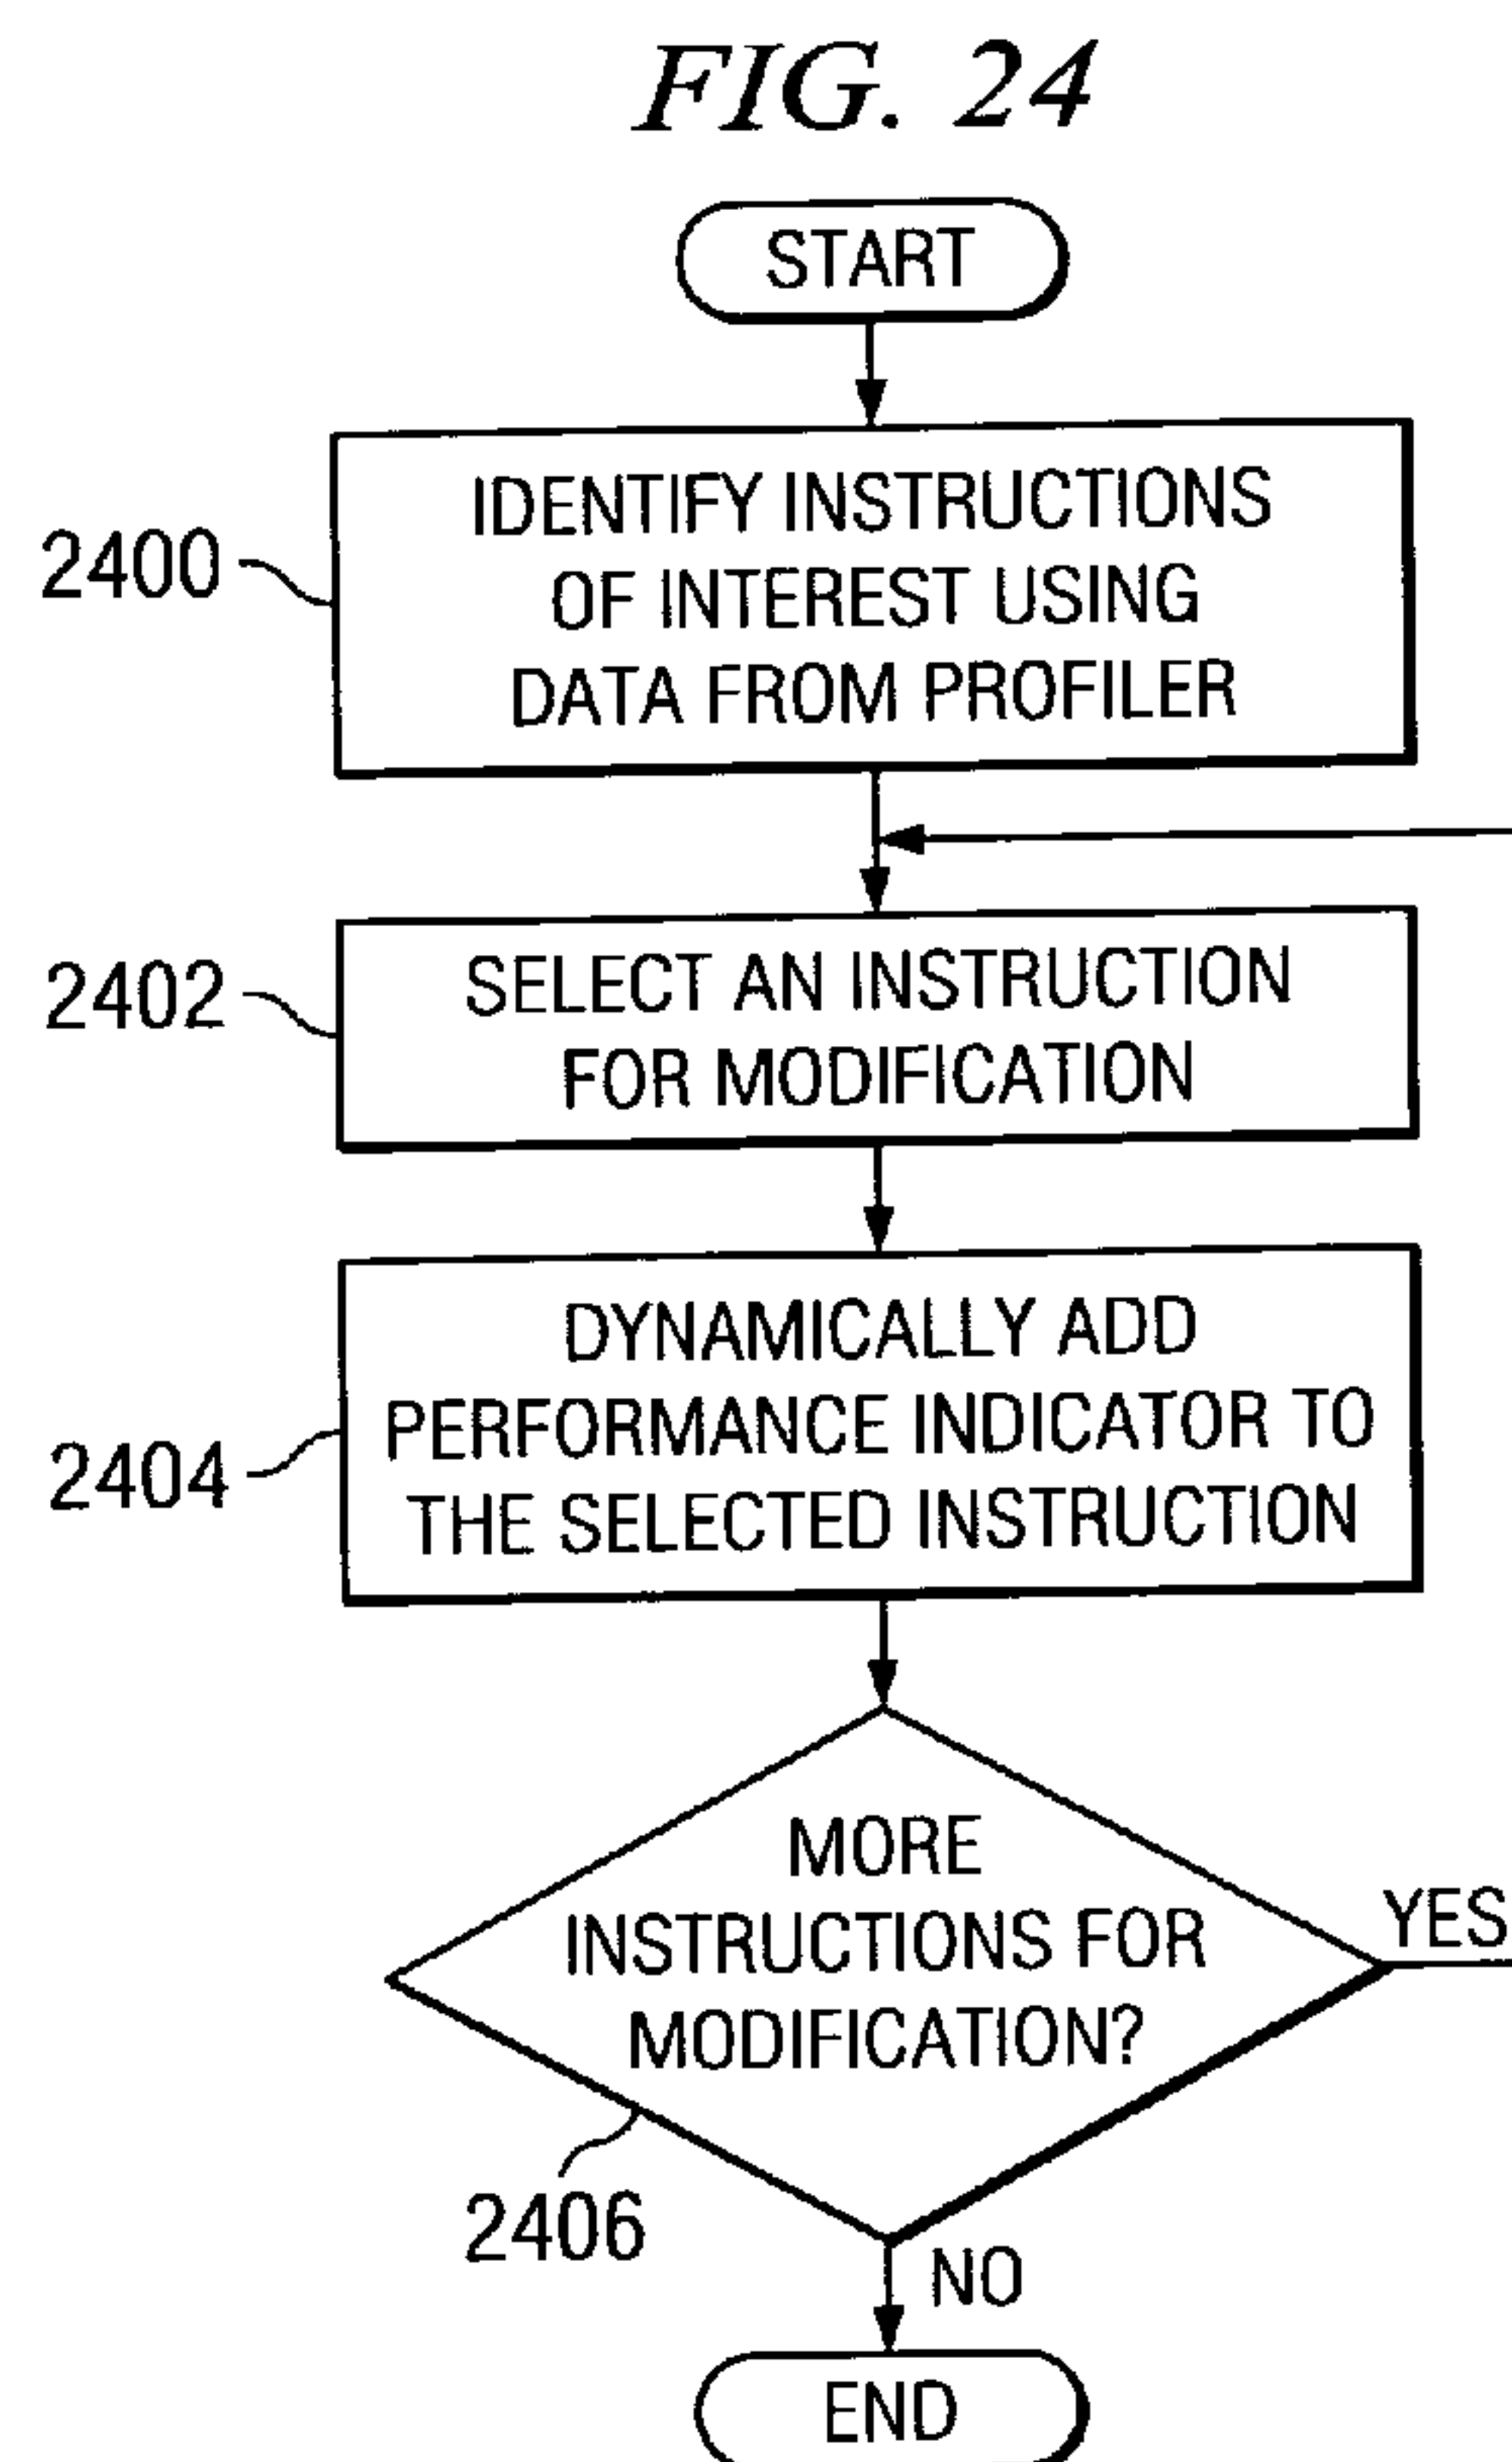 FIG. 24
START
2400
IDENTIFY INSTRUCTIONS
OF INTEREST USING
DATA FROM PROFILER
2402
SELECT AN INSTRUCTION
FOR MODIFICATION
2404
DYNAMICALLY ADD
PERFORMANCE INDICATOR TO
THE SELECTED INSTRUCTION
MORE
INSTRUCTIONS FOR
MODIFICATION?
YES
2406
NO
END